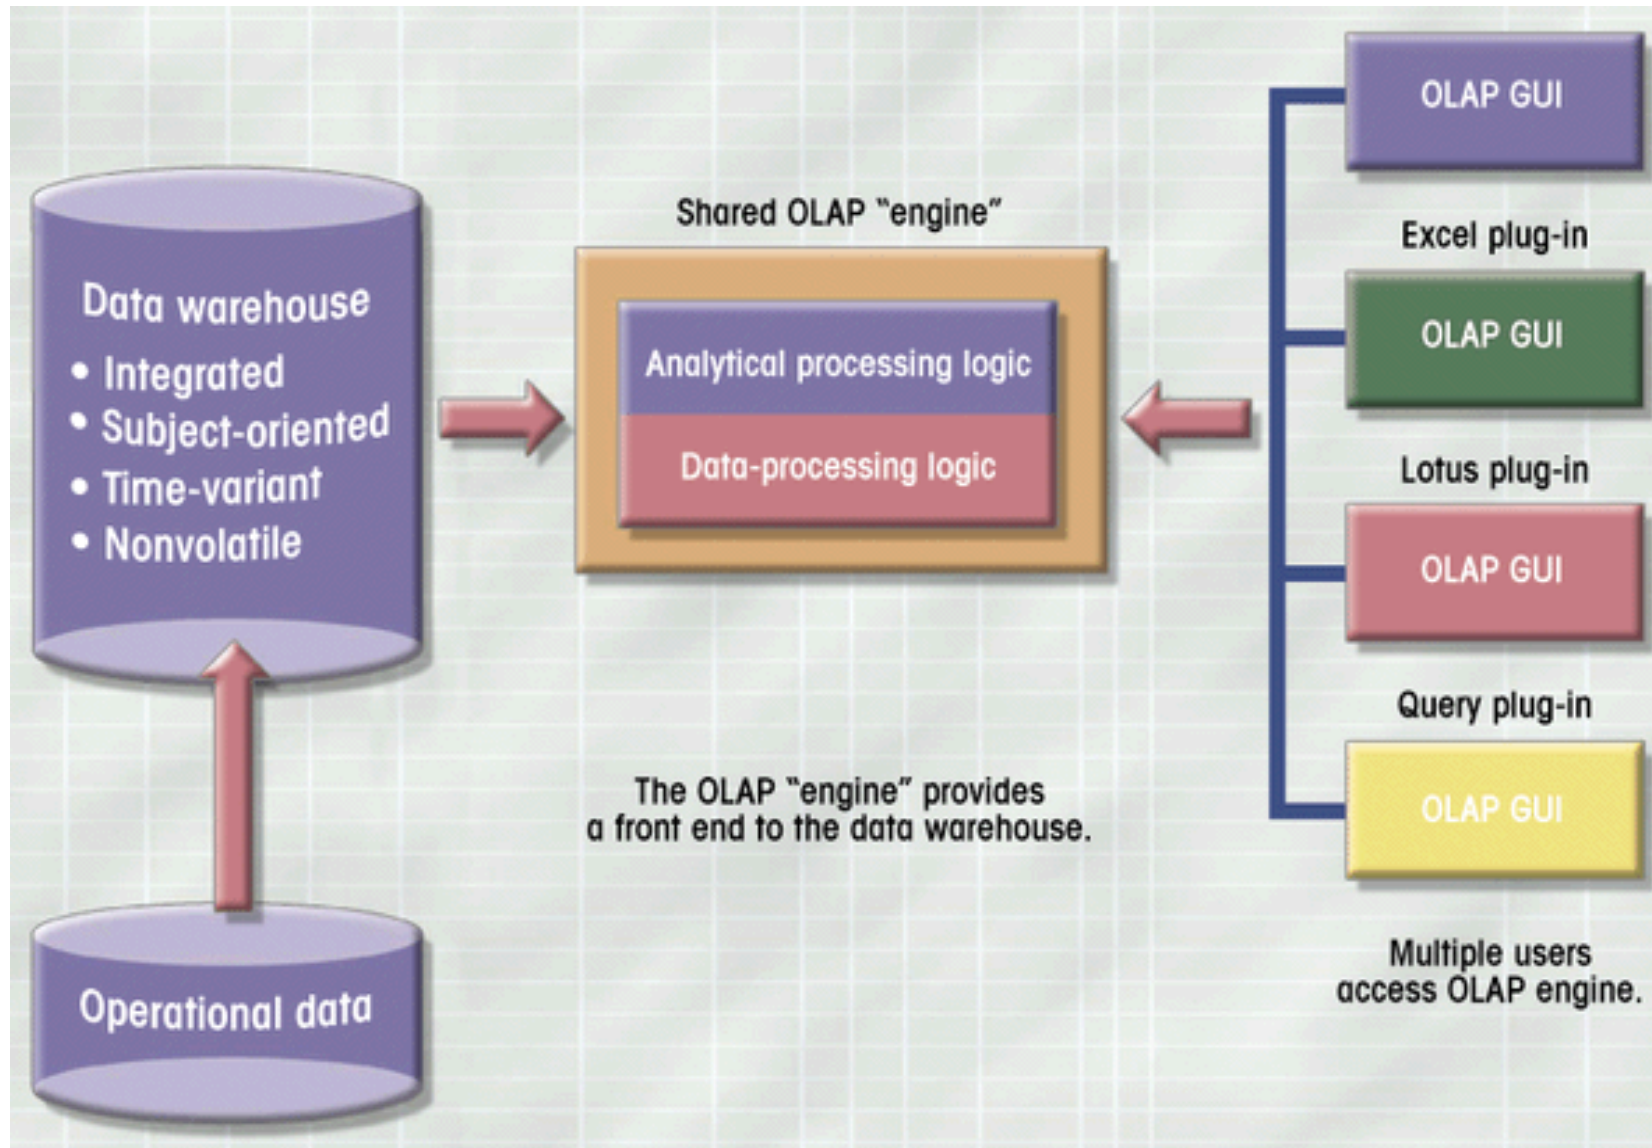 Data warehouse
• Integrated
• Subject-oriented
• Time-variant
• Nonvolatile
Operational data
Shared OLAP “engine”
Analytical processing logic
Data-processing logic
The OLAP “engine” provides
a front end to the data warehouse.
OLAP GUI
Excel plug-in
OLAP GUI
Lotus plug-in
OLAP GUI
Query plug-in
OLAP GUI
Multiple users
access OLAP engine.